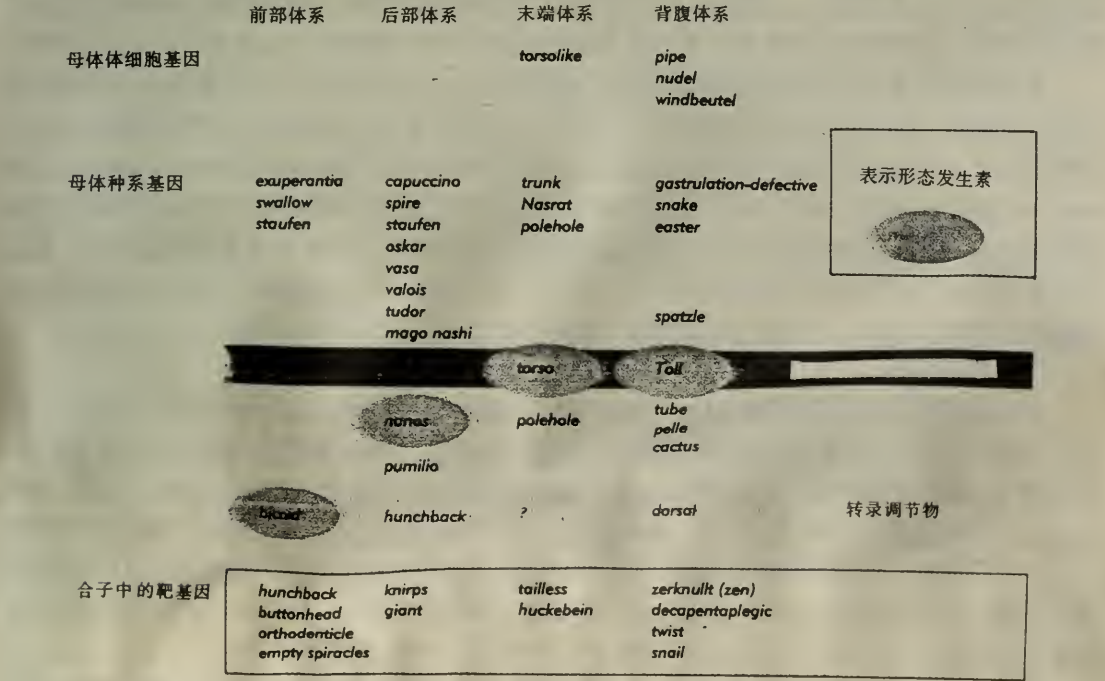 前部体系 后部体系 末端体系 背腹体系
母体体细胞基因 torsolike pipe
nudel
windbeutel
表示形态发生素
母体种系基因 exuperantia capuccino trunk gastrulation-defective
swallow spire Nasrat snake
staufen staufen polehole easter
oskar
vasa
valois
tudor spatzle
mago nashi
torso Toll
nanos polehole tube
pelle
cactus
pumilio
bicoid hunchback ? dorsal 转录调节物
合子中的靶基因 hunchback knirps tailless zerknullt (zen)
buttonhead giant huckebein decapentaplegic
orthodenticle twist
empty spiracles snail